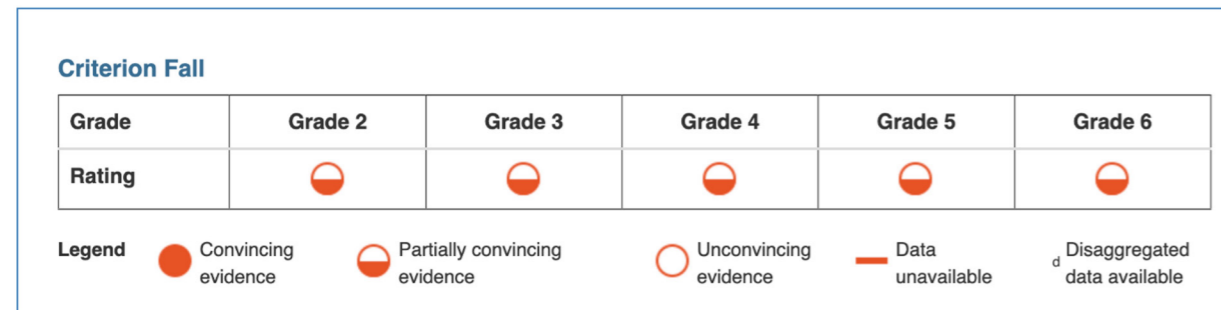 Criterion Fall
Grade Grade 2 Grade 3 Grade 4 Grade 5 Grade 6
Rating
Legend Convincing Partially convincing Unconvincing Data Disaggregated
evidence evidence evidence unavailable d data available